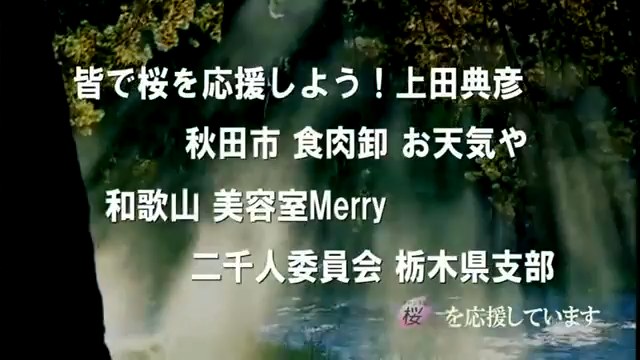 皆で桜を応援しよう！上田典彦
秋田市 食肉卸 お天気や
和歌山 美容室Merry
二千人委員会 栃木県支部
桜 を応援しています